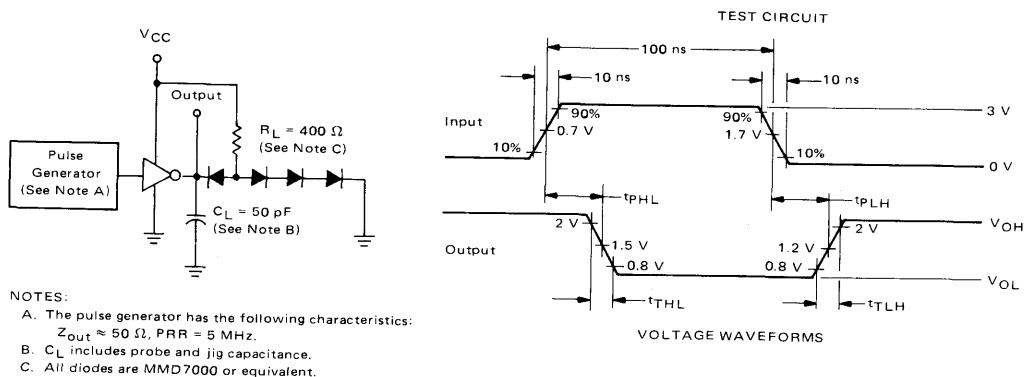 TEST CIRCUIT
VCC
Output
RL = 400 Ω
(See Note C)
Pulse
Generator
(See Note A)
CL = 50 pF
(See Note B)
100 ns
10 ns
10 ns
Input
90%
0.7 V
10%
90%
1.7 V
10%
3 V
0 V
tPHL
tPLH
Output
2 V
1.5 V
0.8 V
2 V
1.2 V
0.8 V
VOH
VOL
tTHL
tTLH
VOLTAGE WAVEFORMS
NOTES:
A. The pulse generator has the following characteristics:
Zout ≈ 50 Ω, PRR = 5 MHz.
B. CL includes probe and jig capacitance.
C. All diodes are MMD7000 or equivalent.